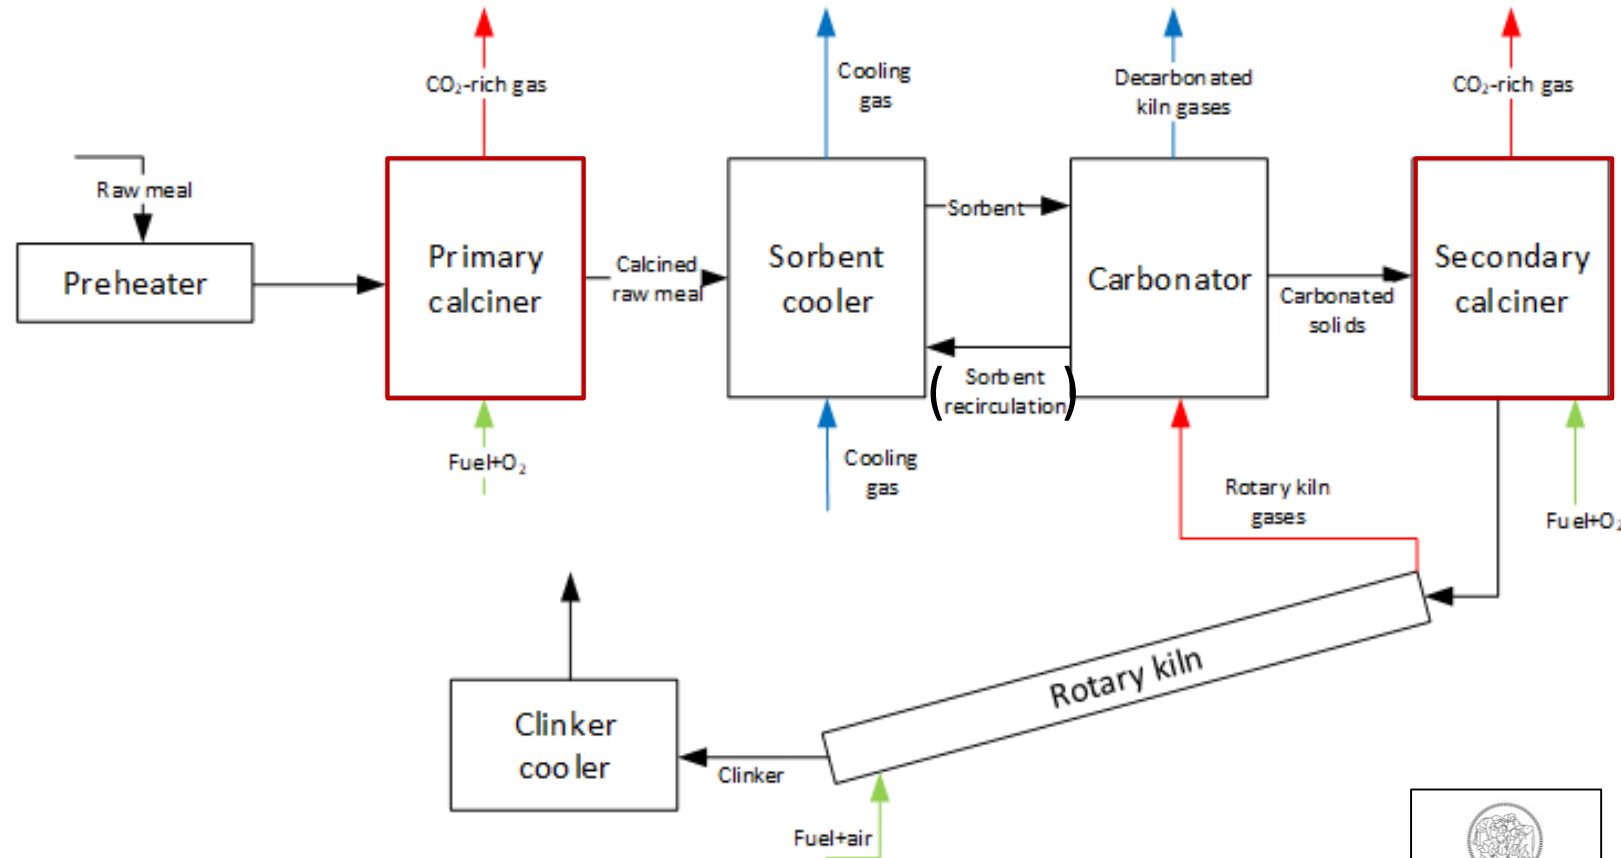 CO₂-rich gas
Cooling
gas
Decarbonated
kiln gases
CO₂-rich gas
Raw meal
Preheater
Primary
calciner
Calcined
raw meal
Sorbent
cooler
Sorbent
(Sorbent
recirculation)
Carbonator
Carbonated
solids
Secondary
calciner
Fuel+O₂
Cooling
gas
Rotary kiln
gases
Fuel+O₂
Rotary kiln
Clinker
cooler
Clinker
Fuel+air